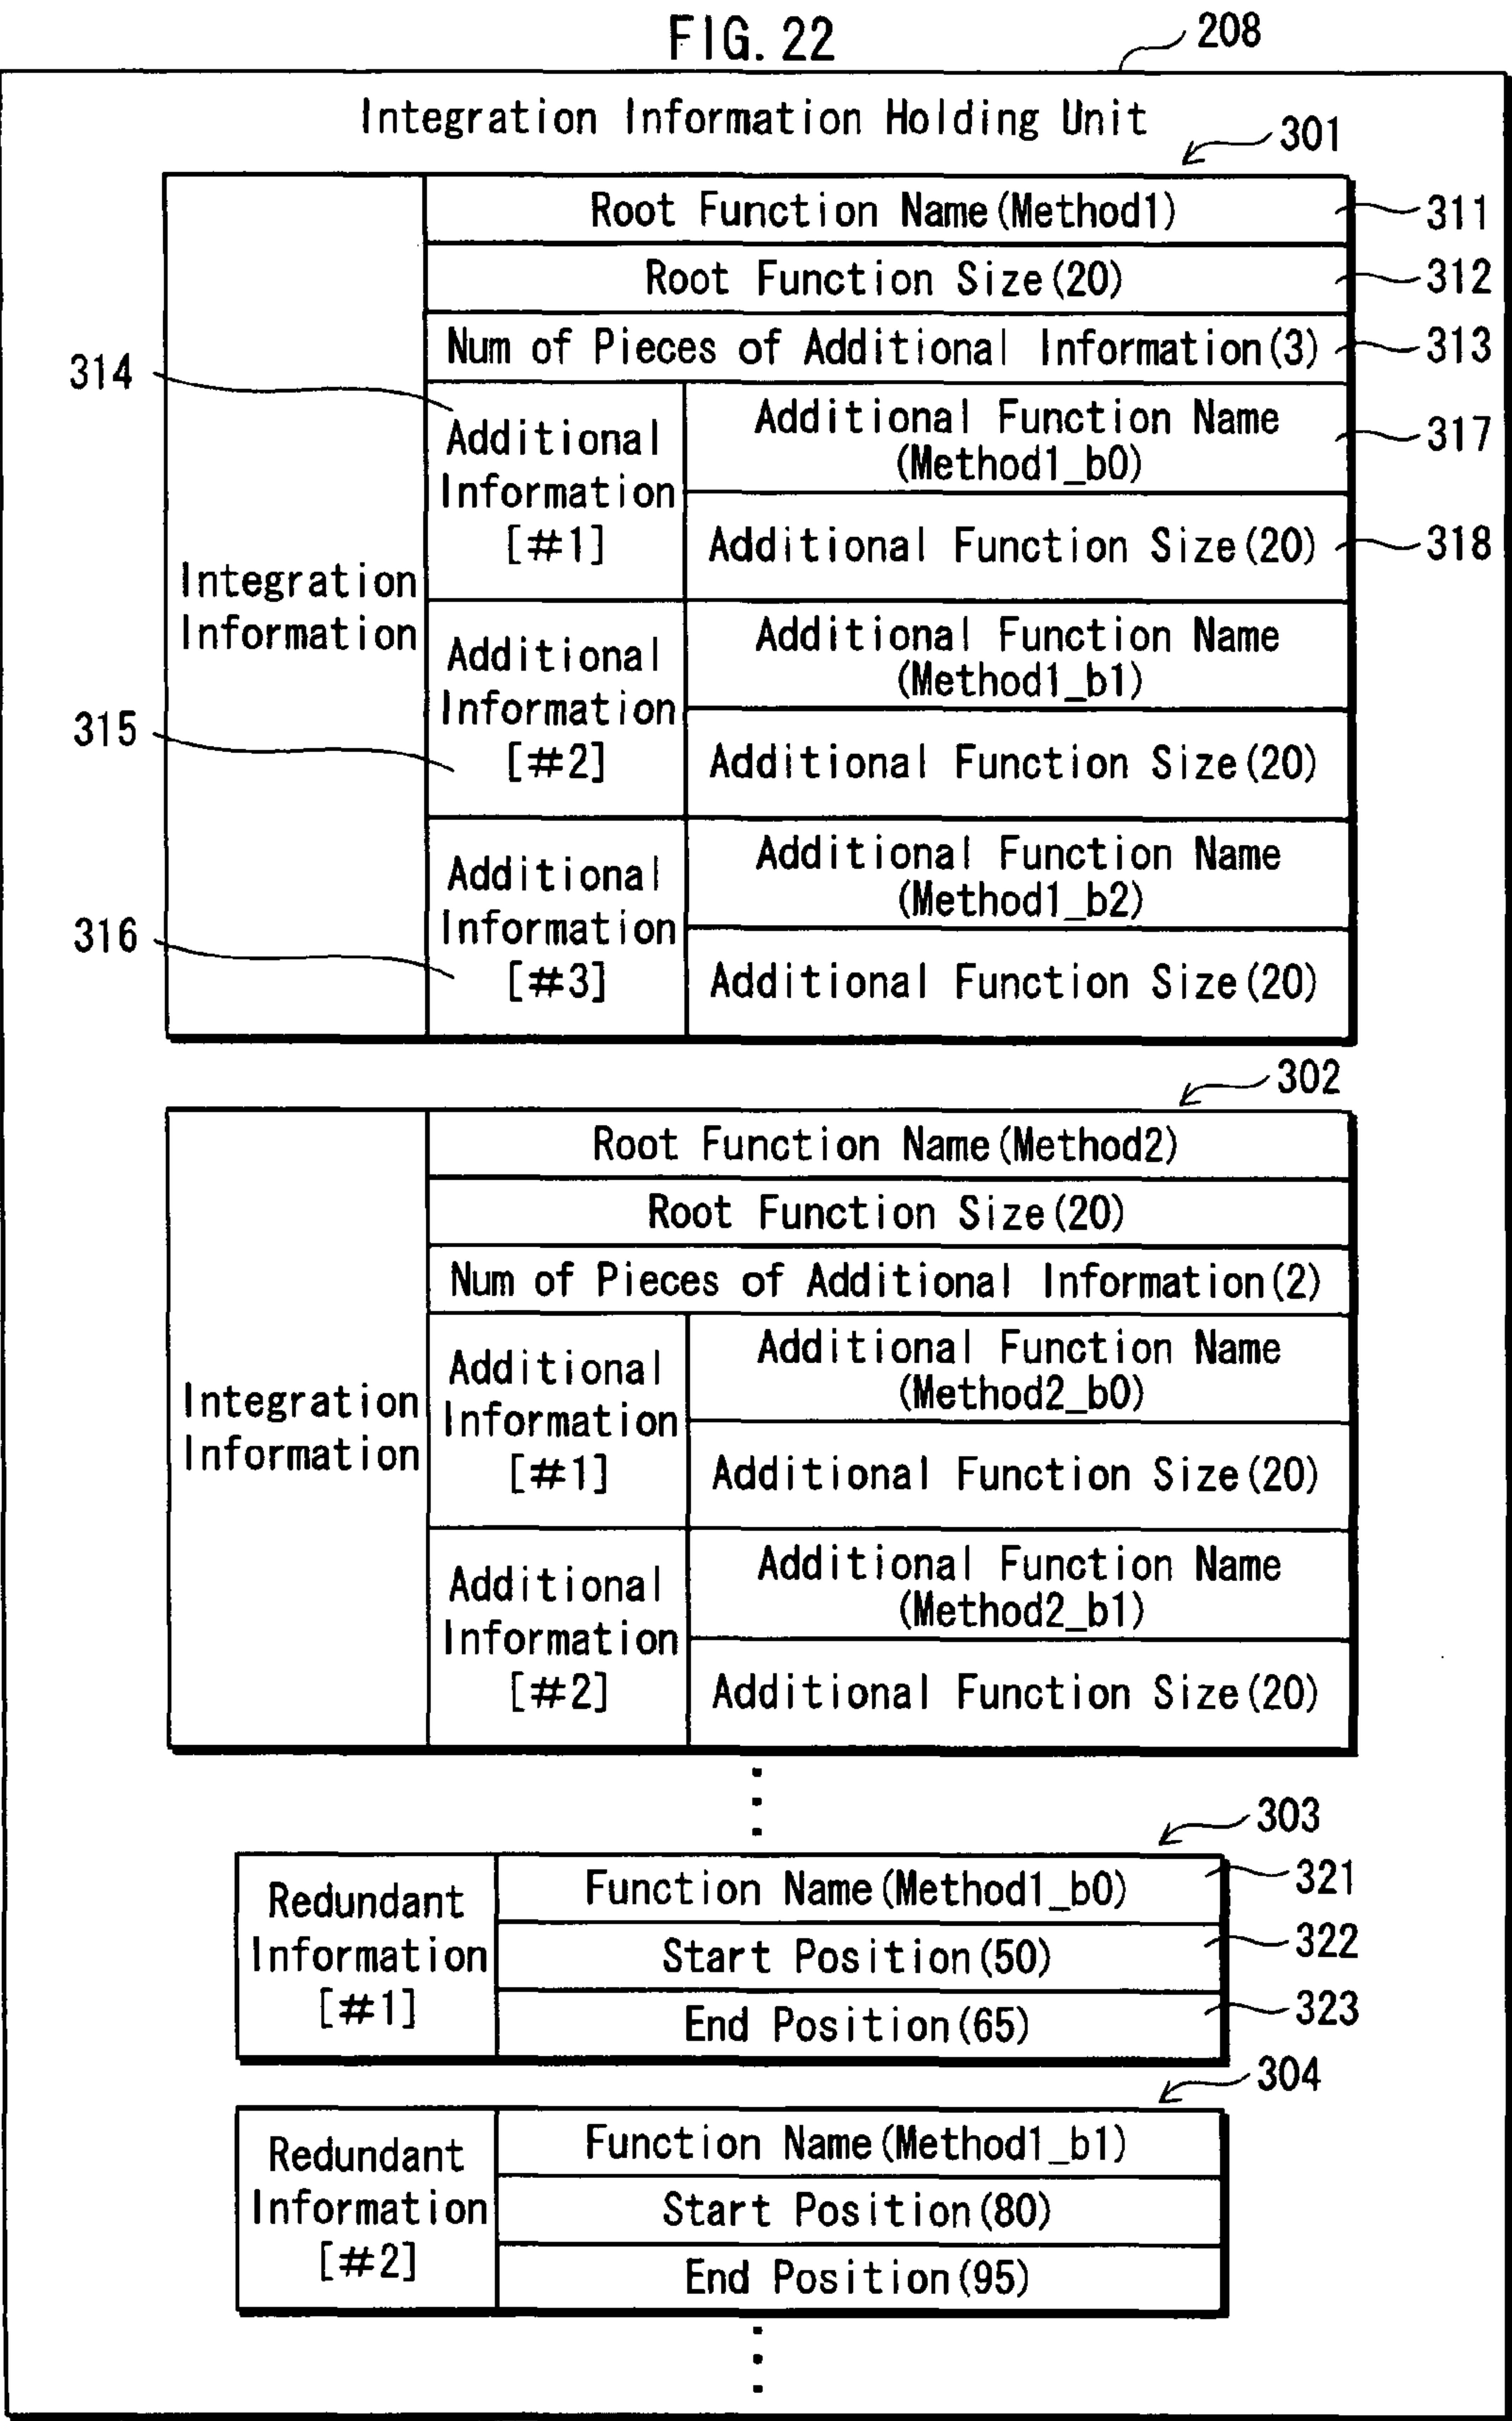 FIG. 22
208
Integration Information Holding Unit
301
Integration
Information
Root Function Name(Method1)
311
Root Function Size(20)
312
Num of Pieces of Additional Information(3)
313
314
Additional
Information
[#1]
Additional Function Name
(Method1_b0)
317
Additional Function Size(20)
318
315
Additional
Information
[#2]
Additional Function Name
(Method1_b1)
Additional Function Size(20)
316
Additional
Information
[#3]
Additional Function Name
(Method1_b2)
Additional Function Size(20)
302
Integration
Information
Root Function Name(Method2)
Root Function Size(20)
Num of Pieces of Additional Information(2)
Additional
Information
[#1]
Additional Function Name
(Method2_b0)
Additional Function Size(20)
Additional
Information
[#2]
Additional Function Name
(Method2_b1)
Additional Function Size(20)
303
Redundant
Information
[#1]
Function Name(Method1_b0)
321
Start Position(50)
322
End Position(65)
323
304
Redundant
Information
[#2]
Function Name(Method1_b1)
Start Position(80)
End Position(95)